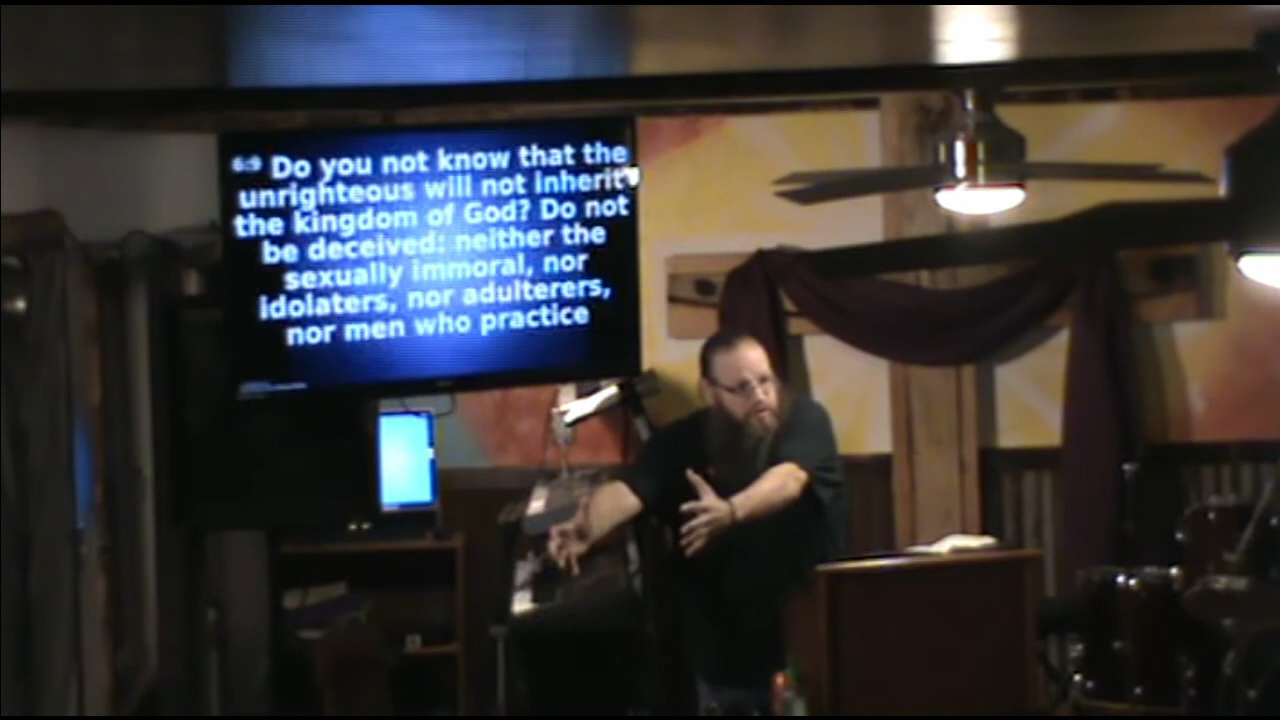 6:9 Do you not know that the
unrighteous will not inherit
the kingdom of God? Do not
be deceived: neither the
sexually immoral, nor
idolaters, nor adulterers,
nor men who practice